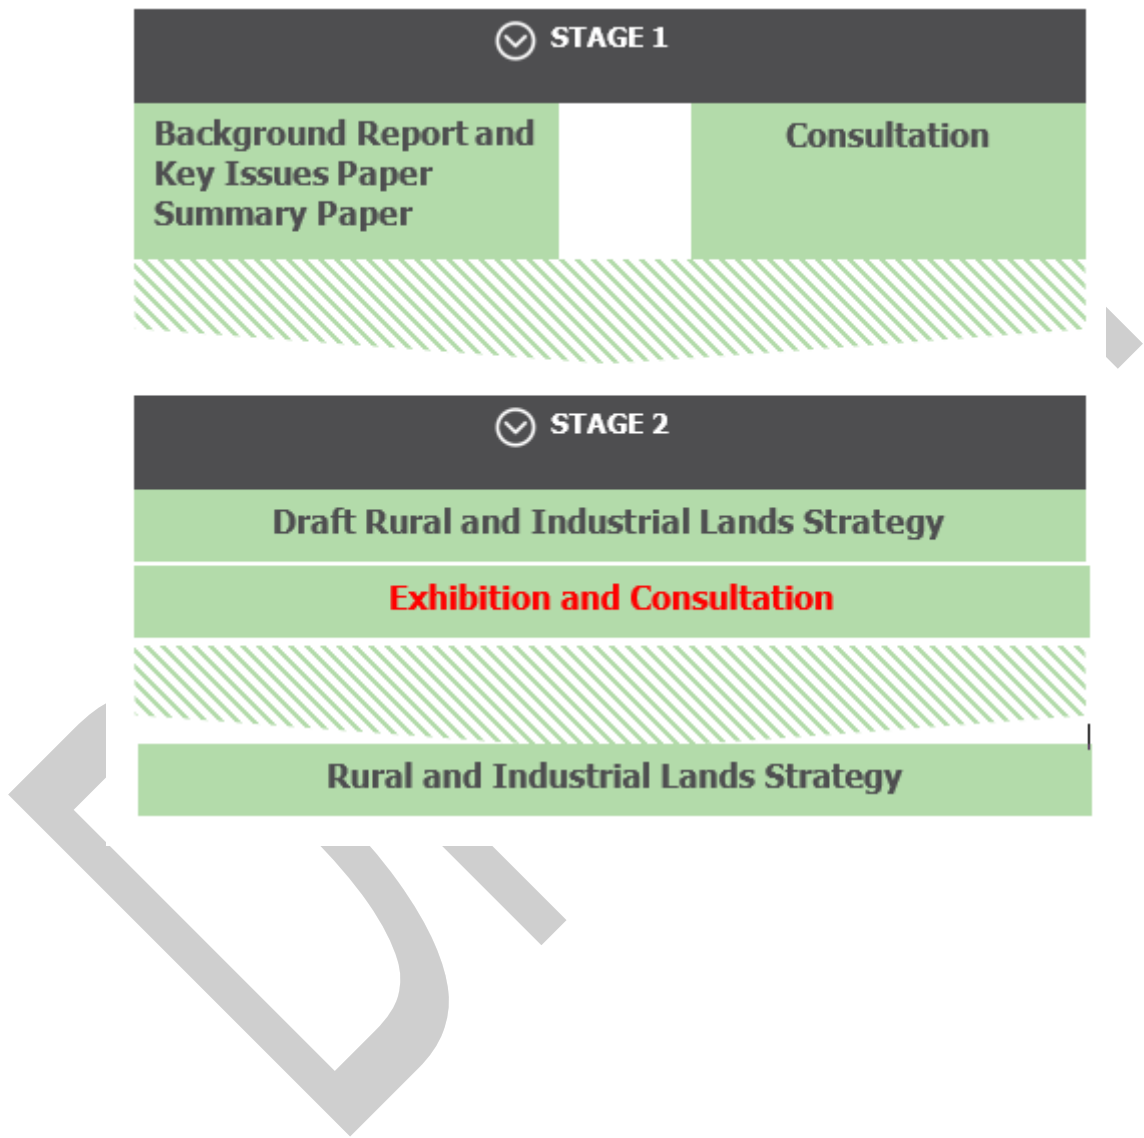 STAGE 1
Background Report and
Key Issues Paper
Summary Paper
Consultation
STAGE 2
Draft Rural and Industrial Lands Strategy
Exhibition and Consultation
Rural and Industrial Lands Strategy